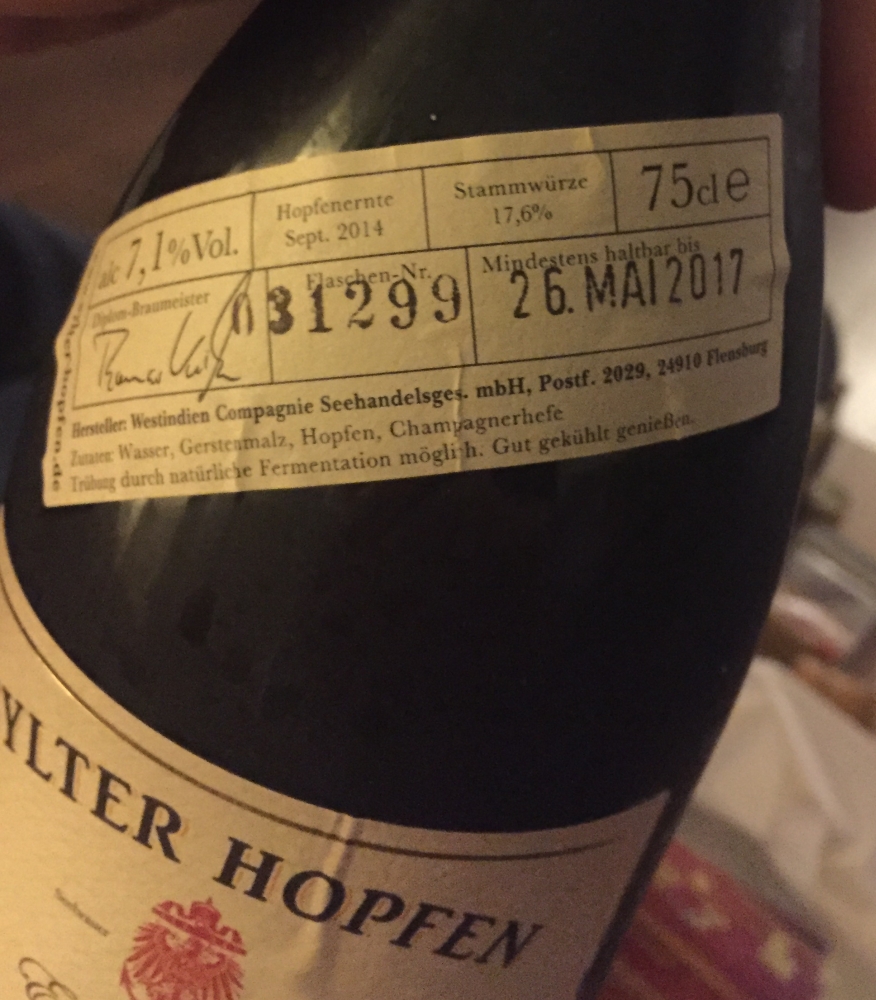 alc 7,1%Vol.
Hopfenernte
Sept. 2014
Stammwürze
17,6%
75cl e
Diplom-Braumeister
Flaschen-Nr.
031299
Mindestens haltbar bis
26. MAI 2017
Hersteller: Westindien Compagnie Seehandelsges. mbH, Postf. 2029, 24910 Flensburg
Zutaten: Wasser, Gerstenmalz, Hopfen, Champagnerhefe
Trübung durch natürliche Fermentation möglich. Gut gekühlt genießen.
YLTER HOPFEN